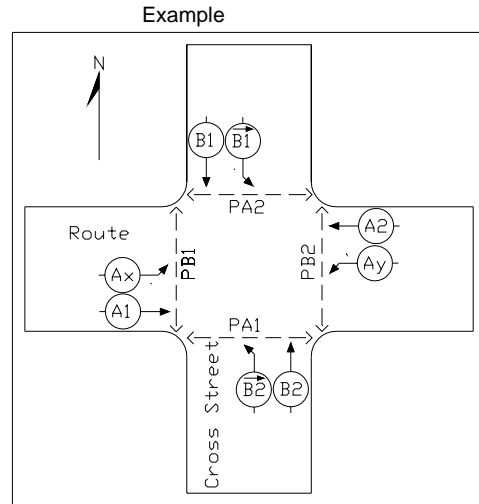 Example
N
B1 B1
PA2
Route
A2
PB1
PB2
Ax
Ay
A1
PA1
B2 B2
Cross Street